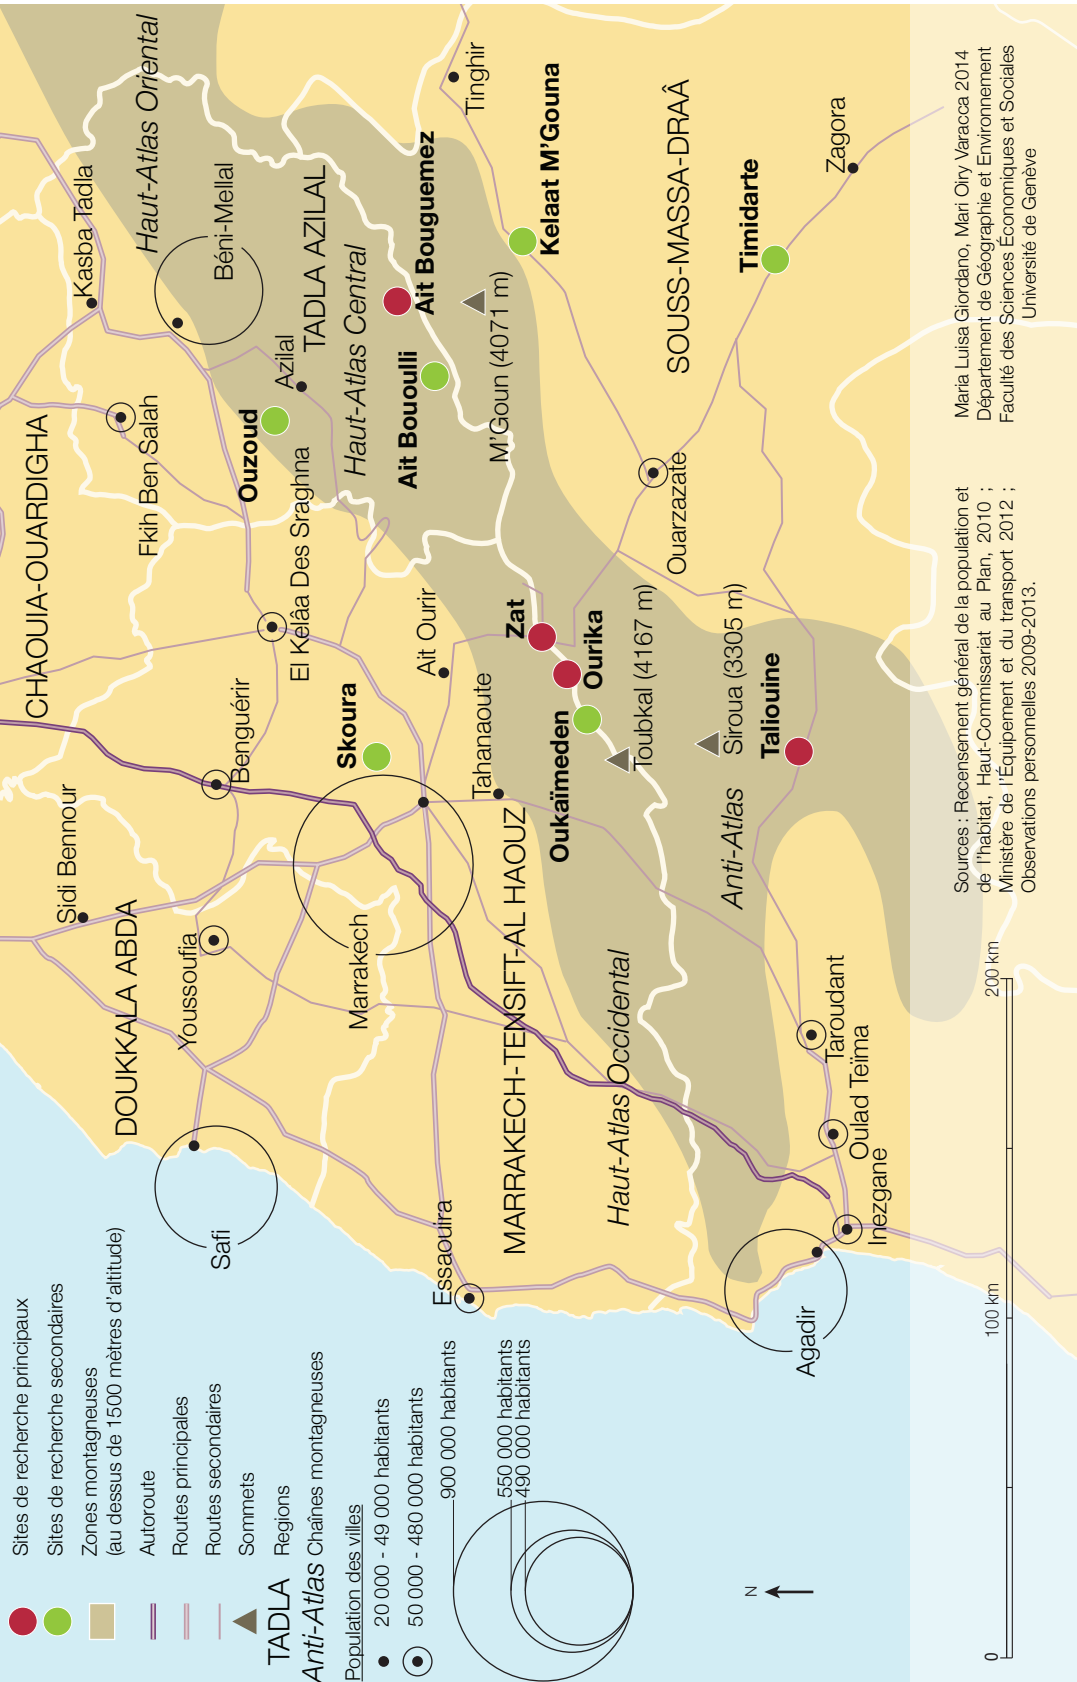 Sites de recherche principaux
Sites de recherche secondaires
Zones montagneuses
(au dessus de 1500 mètres d'altitude)
Autoroute
Routes principales
Routes secondaires
Sommets
TADLA Regions
Anti-Atlas Chaînes montagneuses
Population des villes
20 000 - 49 000 habitants
50 000 - 480 000 habitants
900 000 habitants
550 000 habitants
490 000 habitants
N
0
100 km
200 km
CHAOUIA-OUARDIGHA
Kasba Tadla
Haut-Atlas Oriental
Béni-Mellal
Fkih Ben Salah
Ouzoud
Azilal
TADLA AZILAL
Haut-Atlas Central
Ait Bouguemez
Ait Bououlli
M'Goun (4071 m)
Tinghir
Kelaat M'Gouna
SOUSS-MASSA-DRAÂ
Timidarte
Zagora
Ouarzazate
Sidi Bennour
DOUKKALA ABDA
Youssoufia
Safi
Benguérir
El Kelâa Des Sraghna
Skoura
Ait Ourir
Marrakech
Tahanaoute
Zat
Ourika
Oukaïmeden
Toubkal (4167 m)
Siroua (3305 m)
Taliouine
Anti-Atlas
MARRAKECH-TENSIFT-AL HAOUZ
Haut-Atlas Occidental
Essaouira
Agadir
Inezgane
Oulad Teïma
Taroudant
Sources : Recensement général de la population et
de l'habitat, Haut-Commissariat au Plan, 2010 ;
Ministère de l'Équipement et du transport 2012 ;
Observations personnelles 2009-2013.
Maria Luisa Giordano, Mari Oiry Varacca 2014
Département de Géographie et Environnement
Faculté des Sciences Économiques et Sociales
Université de Genève